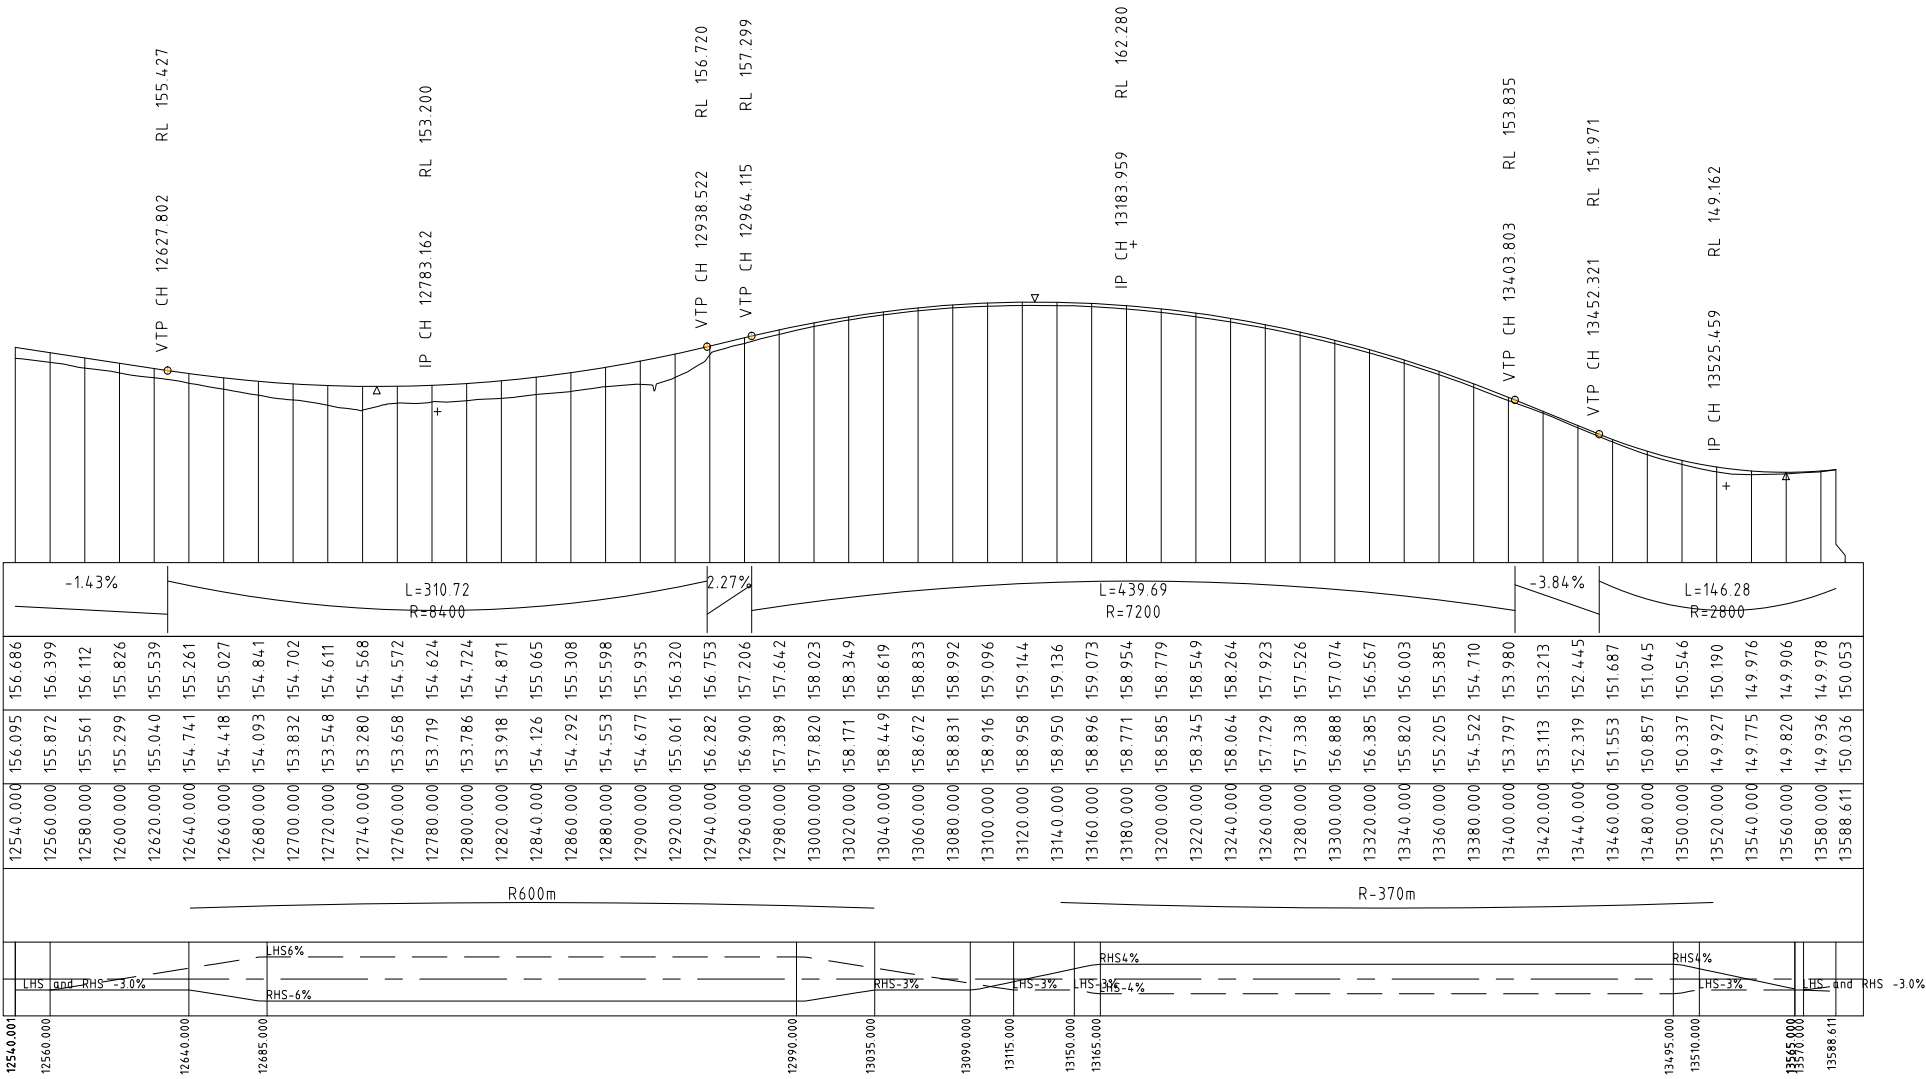 VTP CH 12627.802 RL 155.427
IP CH 12783.162 RL 153.200
VTP CH 12938.522 RL 156.720
VTP CH 12964.115 RL 157.299
IP CH 13183.959 RL 162.280
VTP CH 13403.803 RL 153.835
VTP CH 13452.321 RL 151.971
IP CH 13525.459 RL 149.162
-1.43%
L=310.72
R=8400
2.27%
L=439.69
R=7200
-3.84%
L=146.28
R=2800
156.686 156.399 156.112 155.826 155.539 155.261 155.027 154.841 154.702 154.611 154.568 154.572 154.624 154.724 154.871 155.065 155.308 155.598 155.935 156.320 156.753 157.206 157.642 158.023 158.349 158.619 158.833 158.992 159.096 159.144 159.136 159.073 158.954 158.779 158.549 158.264 157.923 157.526 157.074 156.567 156.003 155.385 154.710 153.980 153.213 152.445 151.687 151.045 150.546 150.190 149.976 149.906 149.978 150.053
156.095 155.872 155.561 155.299 155.040 154.741 154.418 154.093 153.832 153.548 153.280 153.658 153.719 153.786 153.918 154.126 154.292 154.553 154.677 155.061 156.282 156.900 157.389 157.820 158.171 158.449 158.672 158.831 158.916 158.958 158.950 158.896 158.771 158.585 158.345 158.064 157.729 157.338 156.888 156.385 155.820 155.205 154.522 153.797 153.113 152.319 151.553 150.857 150.337 149.927 149.775 149.820 149.936 150.036
12540.000 12560.000 12580.000 12600.000 12620.000 12640.000 12660.000 12680.000 12700.000 12720.000 12740.000 12760.000 12780.000 12800.000 12820.000 12840.000 12860.000 12880.000 12900.000 12920.000 12940.000 12960.000 12980.000 13000.000 13020.000 13040.000 13060.000 13080.000 13100.000 13120.000 13140.000 13160.000 13180.000 13200.000 13220.000 13240.000 13260.000 13280.000 13300.000 13320.000 13340.000 13360.000 13380.000 13400.000 13420.000 13440.000 13460.000 13480.000 13500.000 13520.000 13540.000 13560.000 13580.000 13588.611
R600m
R-370m
LHS6%
RHS4%
RHS4%
LHS and RHS -3.0%
RHS-6%
RHS-3%
LHS-3%
LHS-3%
LHS-4%
LHS-3%
LHS and RHS -3.0%
12540.001 12560.000 12640.000 12685.000 12990.000 13035.000 13090.000 13115.000 13150.000 13165.000 13495.000 13510.000 13565.000 13570.000 13588.611